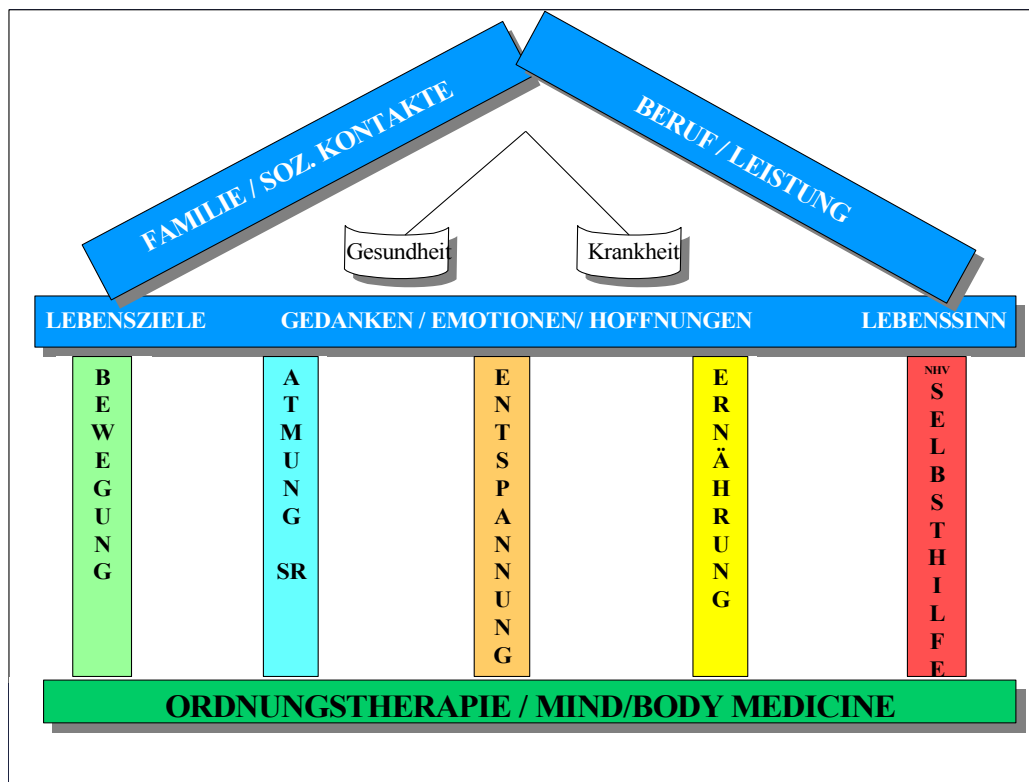 FAMILIE / SOZ. KONTAKTE
BERUF / LEISTUNG
Gesundheit
Krankheit
LEBENSZIELE GEDANKEN / EMOTIONEN/ HOFFNUNGEN LEBENSSINN
BEWEGUNG
ATMUNG
SR
ENTSPANNUNG
ERNÄHRUNG
NHV
SELBSTHILFE
ORDNUNGSTHERAPIE / MIND/BODY MEDICINE